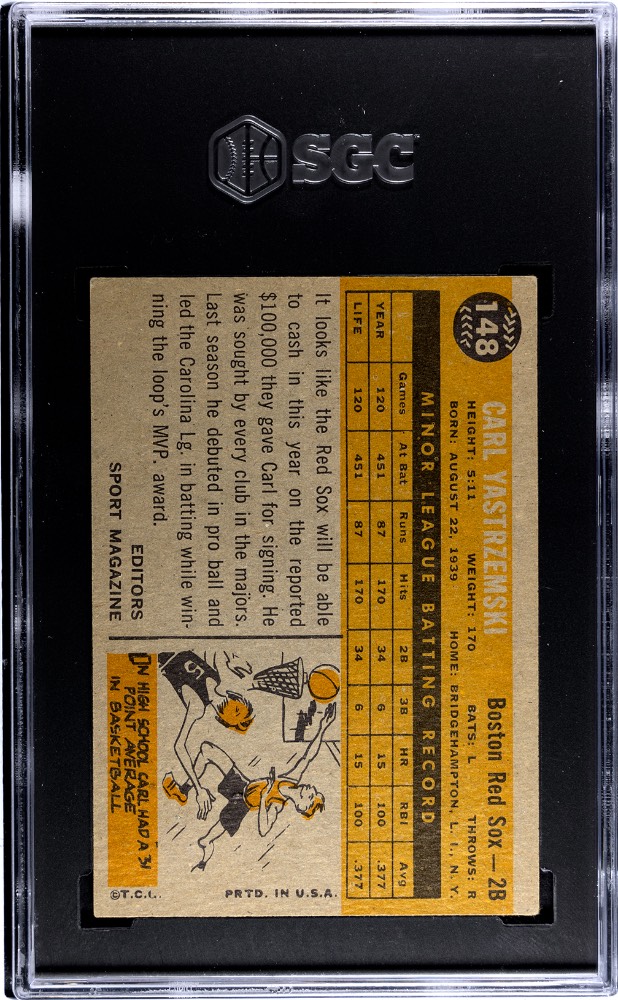 SGC
148
CARL YASTRZEMSKI Boston Red Sox — 2B
HEIGHT: 5:11 WEIGHT: 170 BATS: L THROWS: R
BORN: AUGUST 22, 1939 HOME: BRIDGEHAMPTON, L. I., N. Y.
MINOR LEAGUE BATTING RECORD
Games At Bat Runs Hits 2B 3B HR RBI Avg
YEAR 120 451 87 170 34 6 15 100 .377
LIFE 120 451 87 170 34 6 15 100 .377
It looks like the Red Sox will be able
to cash in this year on the reported
$100,000 they gave Carl for signing. He
was sought by every club in the majors.
Last season he debuted in pro ball and
led the Carolina Lg. in batting while win-
ning the loop's MVP. award.
EDITORS
SPORT MAGAZINE
5
IN HIGH SCHOOL CARL HAD A 31
POINT AVERAGE
IN BASKETBALL
©T.C.I. PRTD. IN U.S.A.